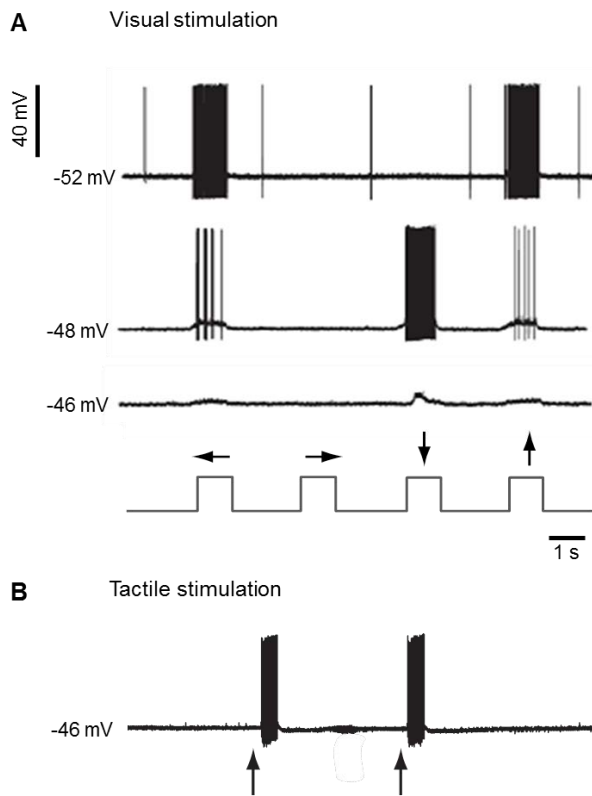 A Visual stimulation
40 mV
-52 mV
-48 mV
-46 mV
1 s
B Tactile stimulation
-46 mV